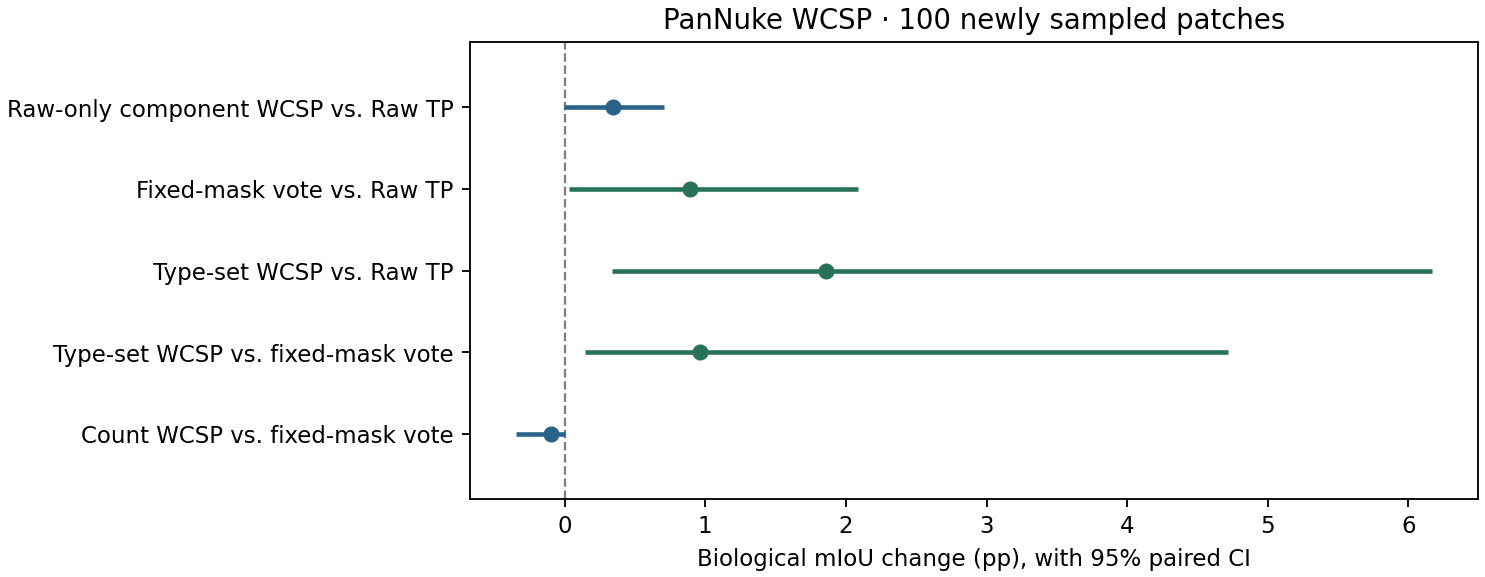 PanNuke WCSP · 100 newly sampled patches
Raw-only component WCSP vs. Raw TP
Fixed-mask vote vs. Raw TP
Type-set WCSP vs. Raw TP
Type-set WCSP vs. fixed-mask vote
Count WCSP vs. fixed-mask vote
0 1 2 3 4 5 6
Biological mIoU change (pp), with 95% paired CI